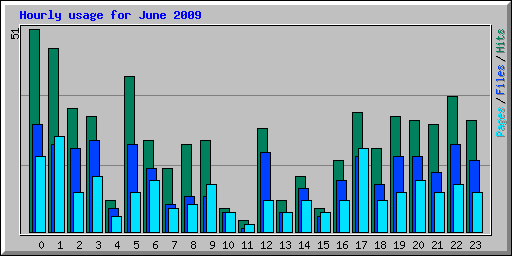 Hourly usage for June 2009
51
Pages/Files/Hits
0 1 2 3 4 5 6 7 8 9 10 11 12 13 14 15 16 17 18 19 20 21 22 23